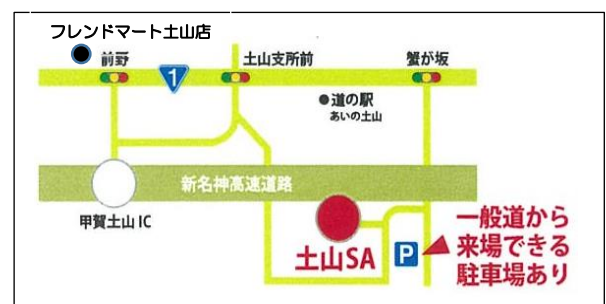 フレンドマート土山店
前野
土山支所前
蟹が坂
1
●道の駅
あいの土山
新名神高速道路
甲賀土山 IC
土山SA
P
一般道から
来場できる
駐車場あり